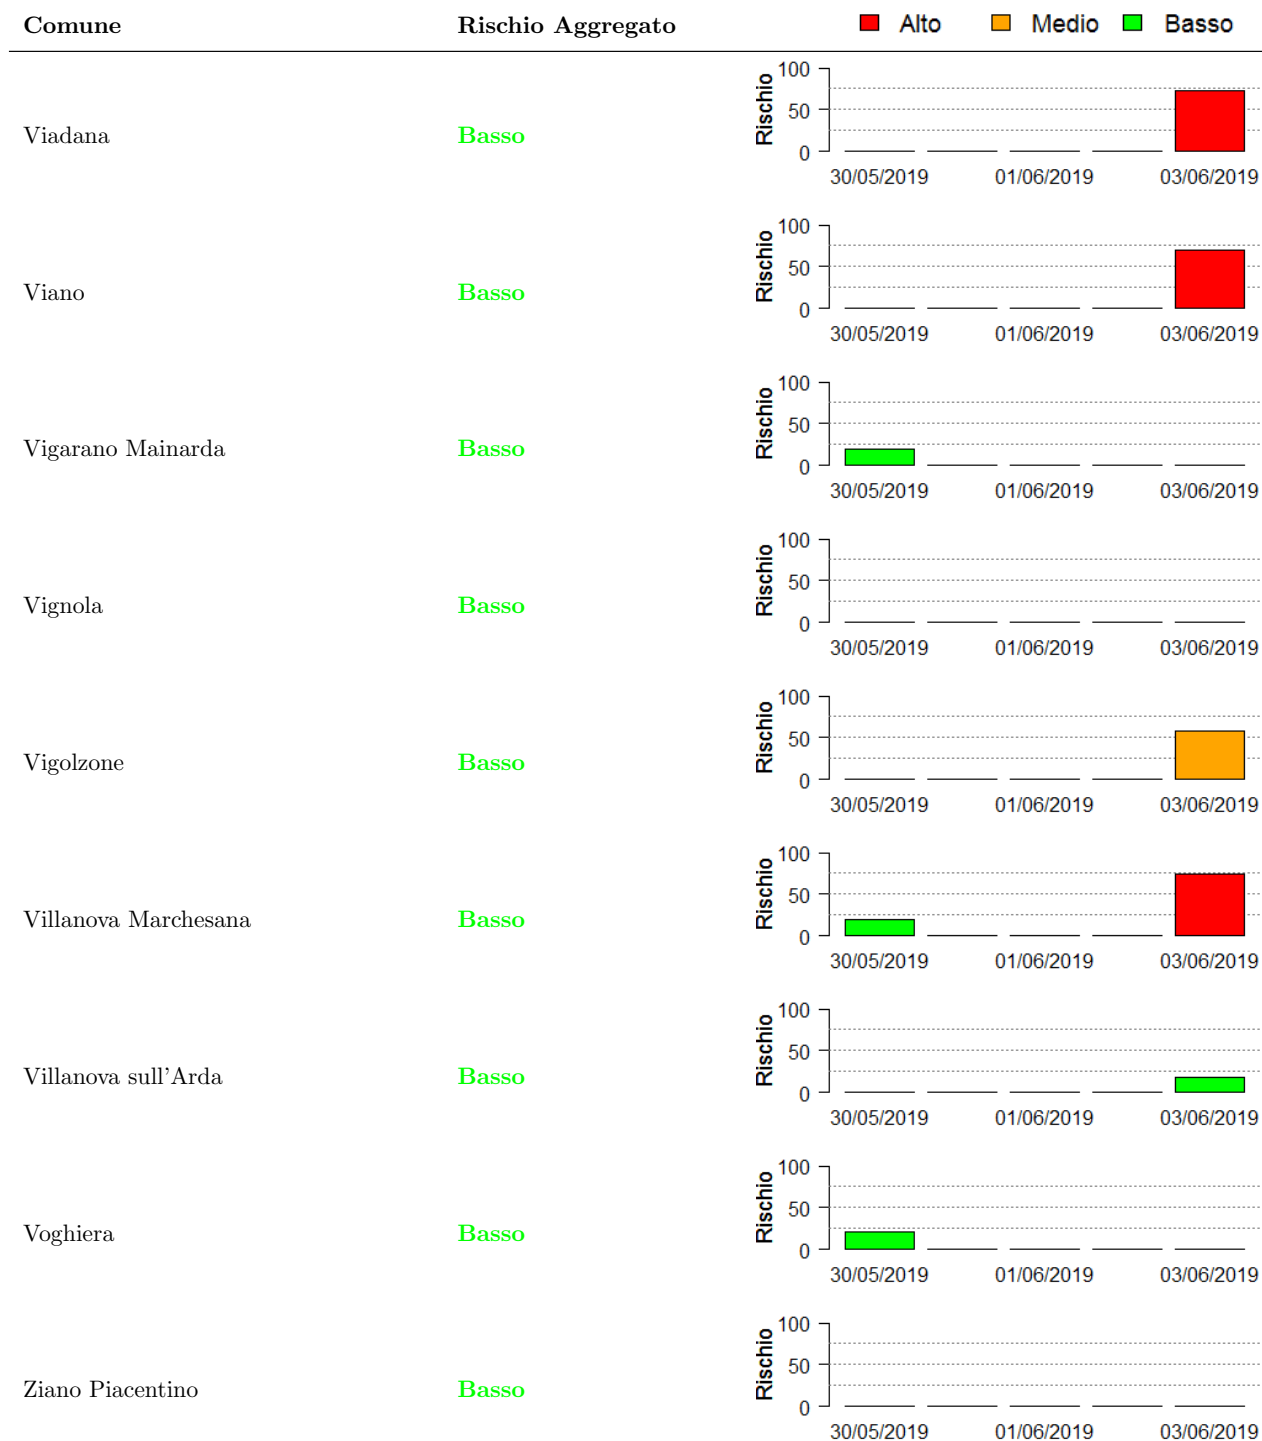 Comune Rischio Aggregato Alto Medio Basso
100
50
0
Rischio
Viadana Basso
30/05/2019 01/06/2019 03/06/2019
100
50
0
Rischio
Viano Basso
30/05/2019 01/06/2019 03/06/2019
100
50
0
Rischio
Vigarano Mainarda Basso
30/05/2019 01/06/2019 03/06/2019
100
50
0
Rischio
Vignola Basso
30/05/2019 01/06/2019 03/06/2019
100
50
0
Rischio
Vigolzone Basso
30/05/2019 01/06/2019 03/06/2019
100
50
0
Rischio
Villanova Marchesana Basso
30/05/2019 01/06/2019 03/06/2019
100
50
0
Rischio
Villanova sull'Arda Basso
30/05/2019 01/06/2019 03/06/2019
100
50
0
Rischio
Voghiera Basso
30/05/2019 01/06/2019 03/06/2019
100
50
0
Rischio
Ziano Piacentino Basso
30/05/2019 01/06/2019 03/06/2019